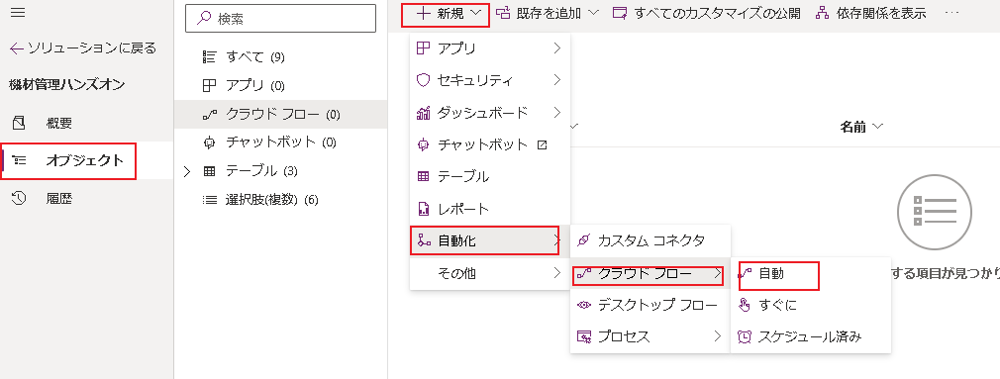 検索
新規
既存を追加
すべてのカスタマイズの公開
依存関係を表示
ソリューションに戻る
機材管理ハンズオン
概要
オブジェクト
履歴
すべて (9)
アプリ (0)
クラウド フロー (0)
チャットボット (0)
テーブル (3)
選択肢(複数) (6)
アプリ
セキュリティ
ダッシュボード
チャットボット
テーブル
レポート
自動化
その他
カスタム コネクタ
クラウド フロー
デスクトップ フロー
プロセス
自動
すぐに
スケジュール済み
名前
する項目が見つかり